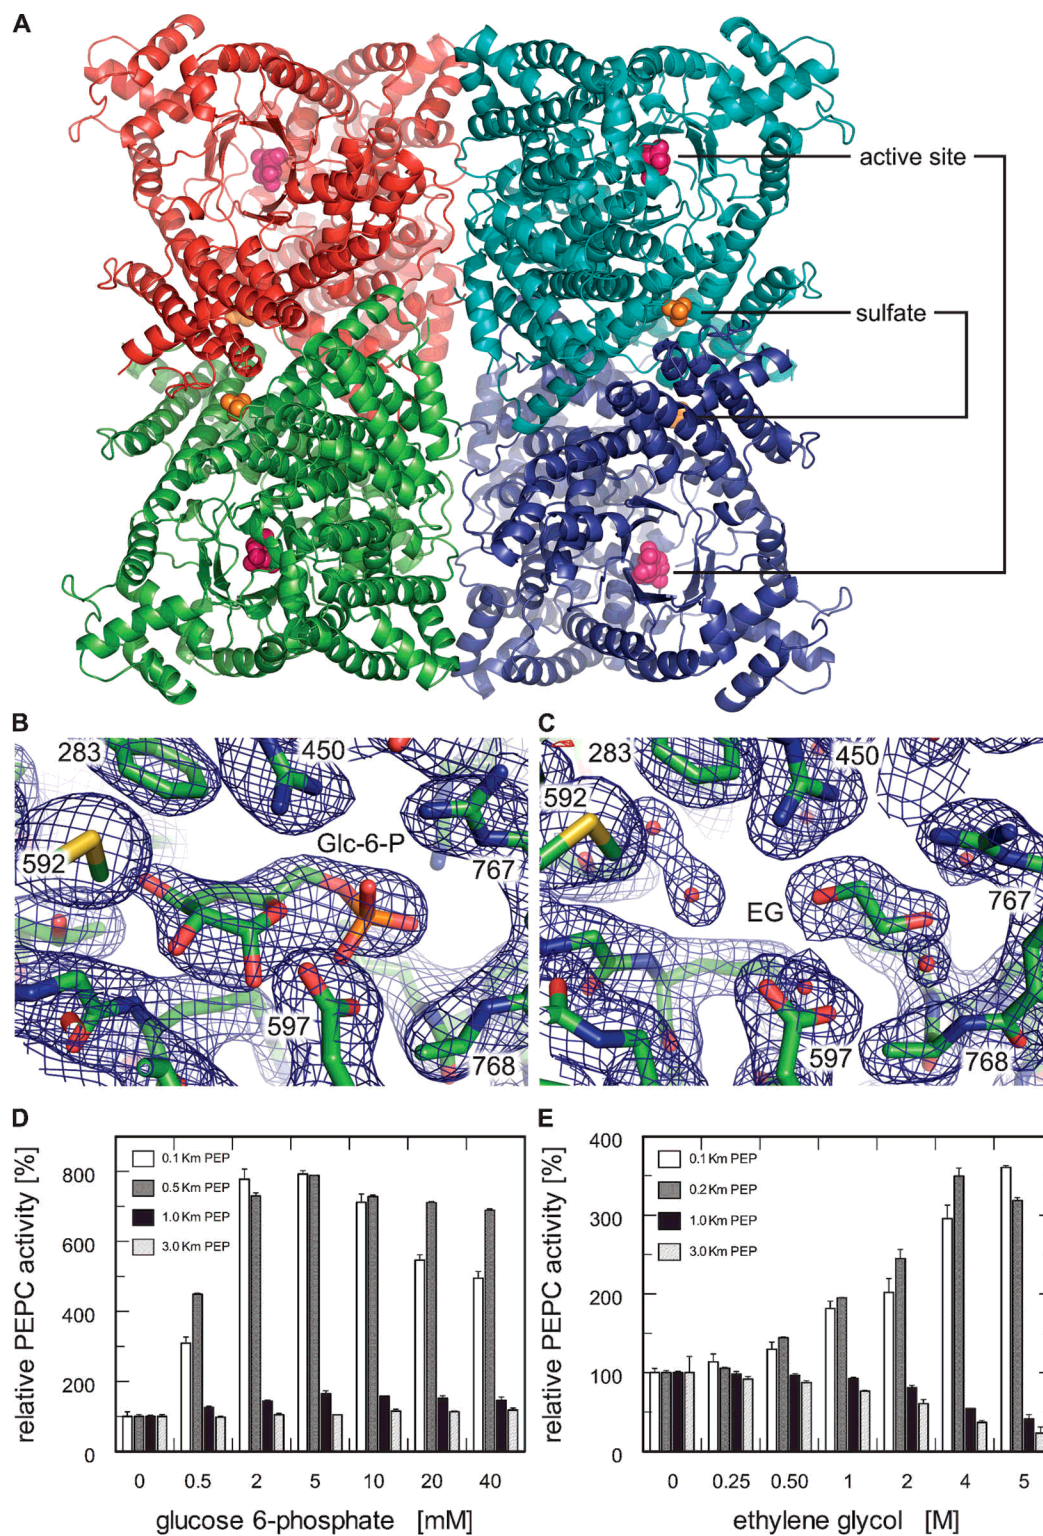 A
active site
sulfate
B
283
450
592
Glc-6-P
767
597
768
C
283
450
592
EG
767
597
768
D
relative PEPC activity [%]
800
600
400
200
0
0.1 Km PEP
0.5 Km PEP
1.0 Km PEP
3.0 Km PEP
0 0.5 2 5 10 20 40
glucose 6-phosphate [mM]
E
relative PEPC activity [%]
400
300
200
100
0
0.1 Km PEP
0.2 Km PEP
1.0 Km PEP
3.0 Km PEP
0 0.25 0.50 1 2 4 5
ethylene glycol [M]